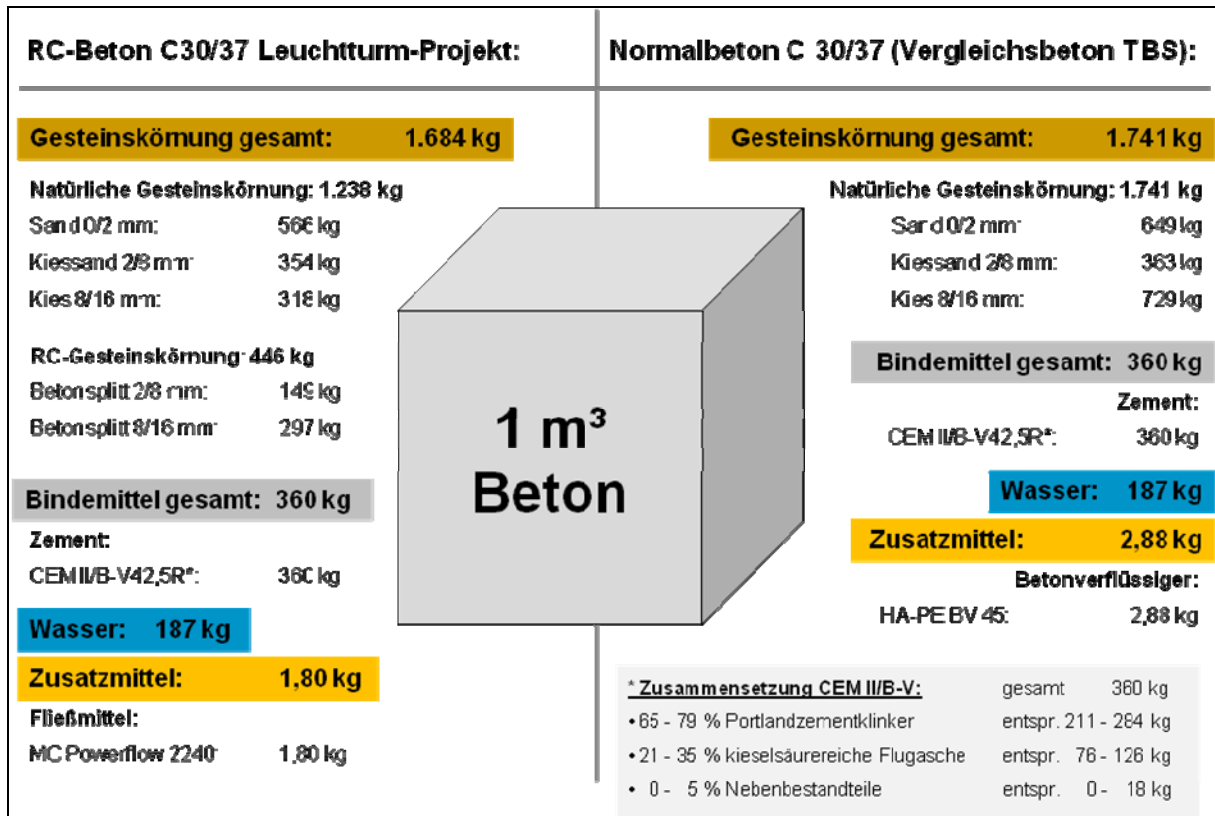 RC-Beton C30/37 Leuchtturm-Projekt:
Gesteinskörnung gesamt: 1.684 kg
Natürliche Gesteinskörnung: 1.238 kg
Sand 0/2 mm: 566 kg
Kiessand 2/8 mm: 354 kg
Kies 8/16 mm: 318 kg
RC-Gesteinskörnung: 446 kg
Betonsplitt 2/8 mm: 149 kg
Betonsplitt 8/16 mm: 297 kg
Bindemittel gesamt: 360 kg
Zement:
CEM II/B-V42,5R*: 360 kg
Wasser: 187 kg
Zusatzmittel: 1,80 kg
Fließmittel:
MC Powerflow 2240: 1,80 kg
1 m³
Beton
Normalbeton C 30/37 (Vergleichsbeton TBS):
Gesteinskörnung gesamt: 1.741 kg
Natürliche Gesteinskörnung: 1.741 kg
Sand 0/2 mm: 649 kg
Kiessand 2/8 mm: 363 kg
Kies 8/16 mm: 729 kg
Bindemittel gesamt: 360 kg
Zement:
CEM II/B-V42,5R*: 360 kg
Wasser: 187 kg
Zusatzmittel: 2,88 kg
Betonverflüssiger:
HA-PE BV 45: 2,88 kg
* Zusammensetzung CEM II/B-V: gesamt 360 kg
• 65 - 79 % Portlandzementklinker entspr. 211 - 284 kg
• 21 - 35 % kieselsäurereiche Flugasche entspr. 76 - 126 kg
• 0 - 5 % Nebenbestandteile entspr. 0 - 18 kg